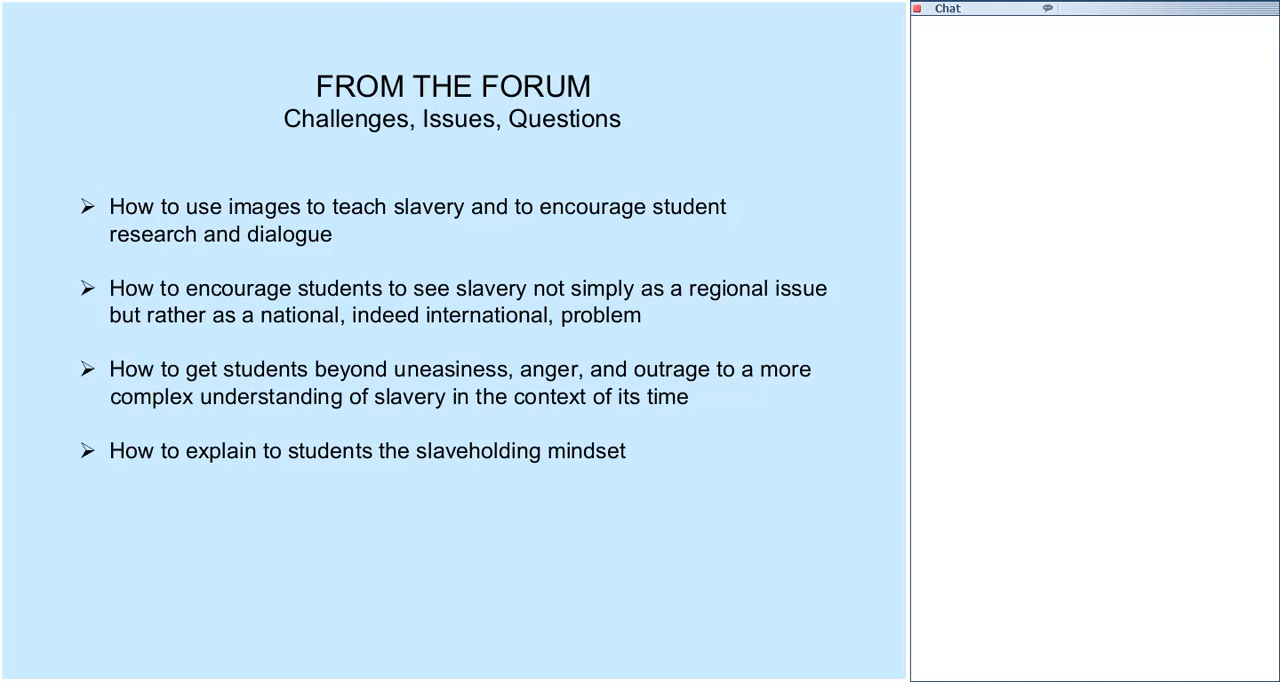 FROM THE FORUM
Challenges, Issues, Questions
➢ How to use images to teach slavery and to encourage student
research and dialogue
➢ How to encourage students to see slavery not simply as a regional issue
but rather as a national, indeed international, problem
➢ How to get students beyond uneasiness, anger, and outrage to a more
complex understanding of slavery in the context of its time
➢ How to explain to students the slaveholding mindset
Chat